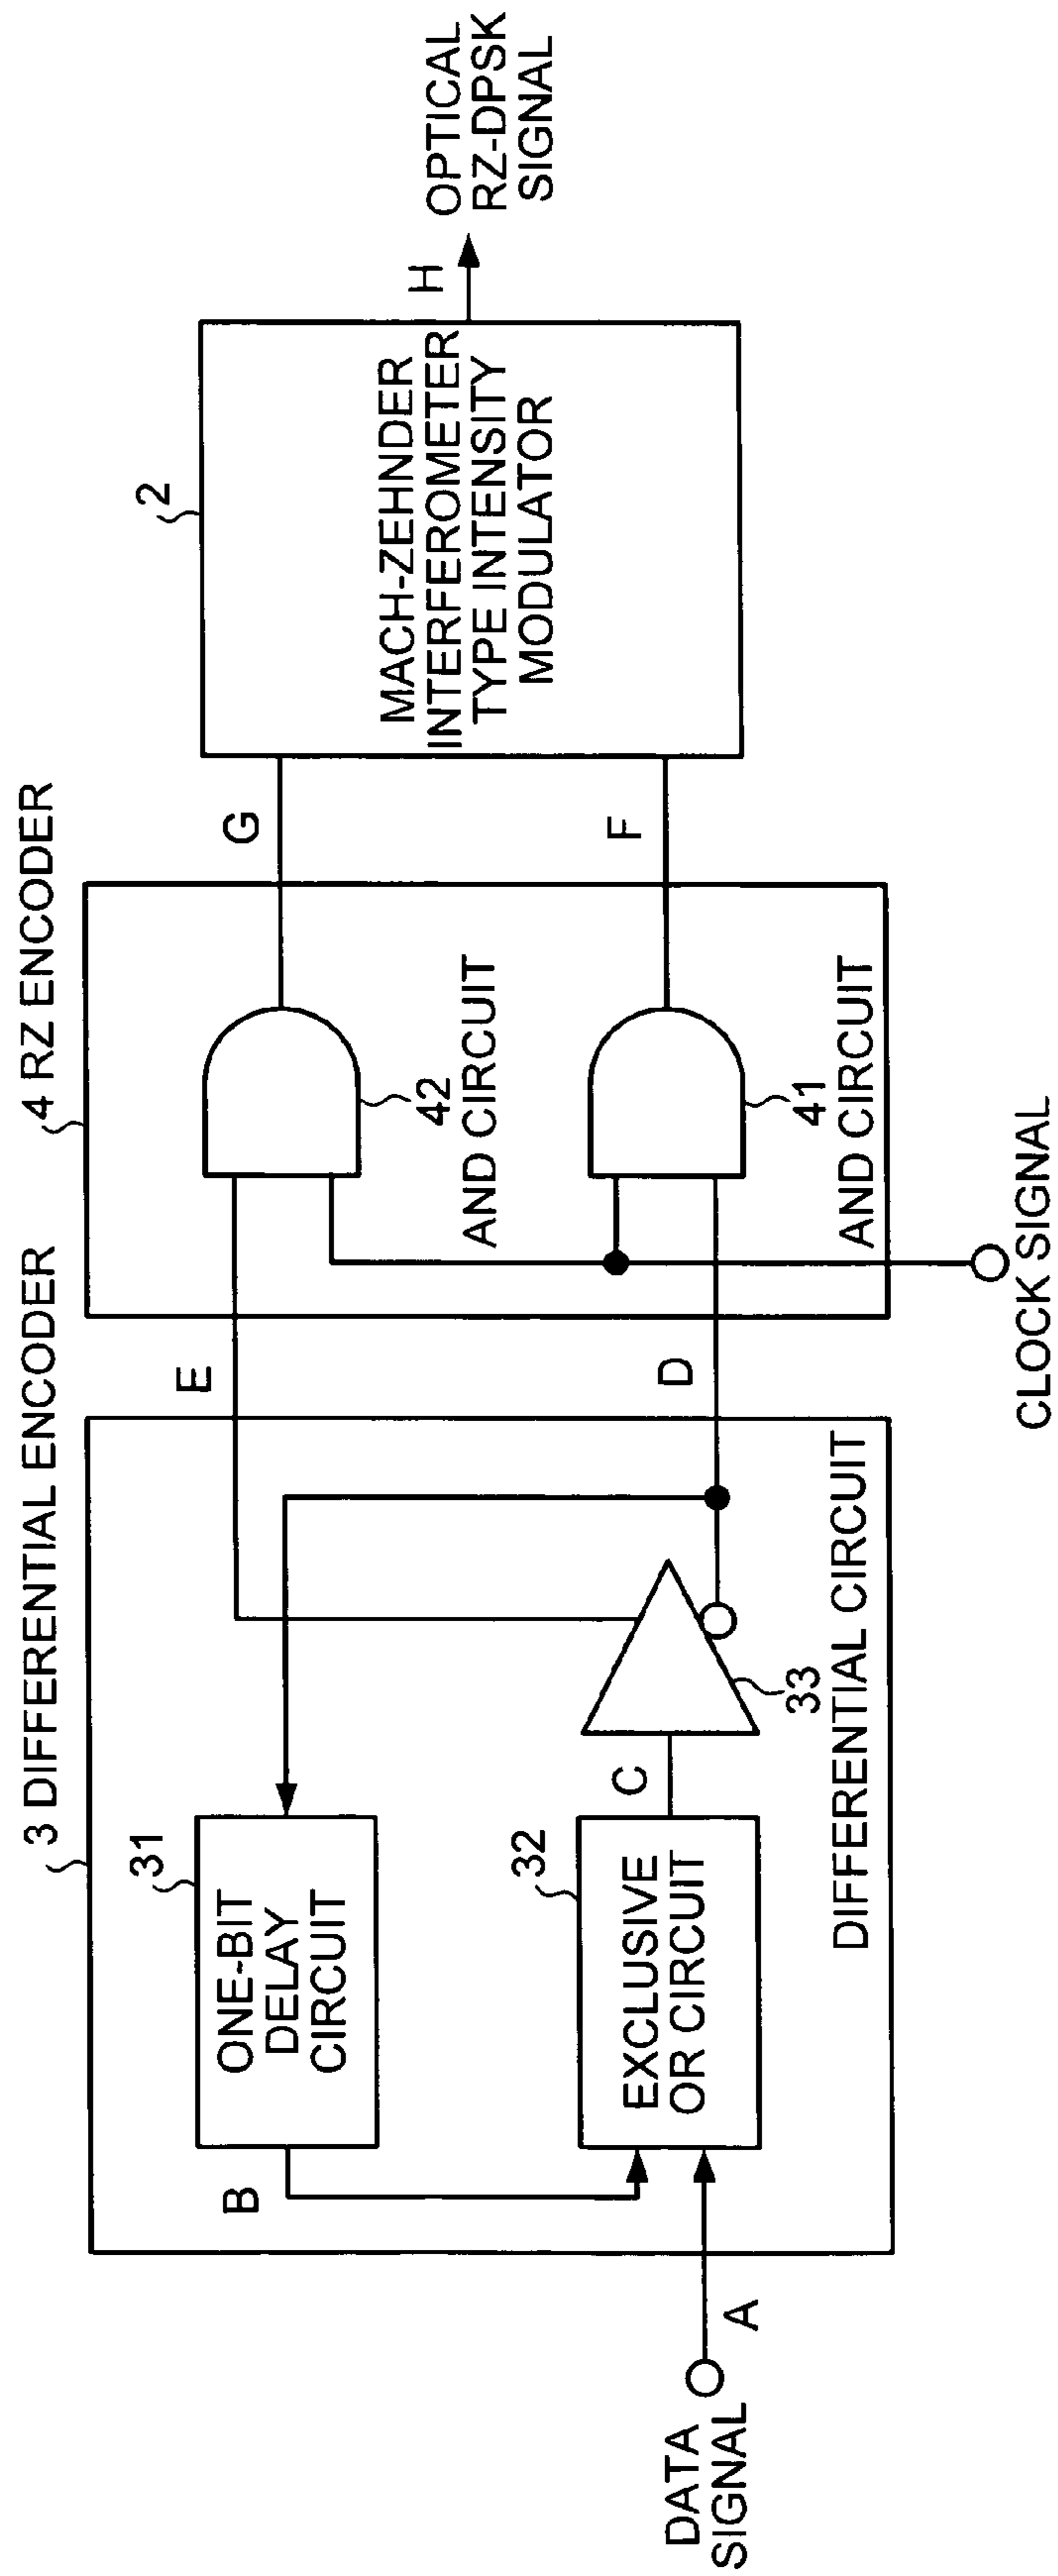 3 DIFFERENTIAL ENCODER
4 RZ ENCODER
31
ONE-BIT
DELAY
CIRCUIT
B
32
EXCLUSIVE
OR CIRCUIT
C
33
DIFFERENTIAL CIRCUIT
DATA
SIGNAL
A
E
D
42
AND CIRCUIT
41
AND CIRCUIT
CLOCK SIGNAL
G
F
2
MACH-ZEHNDER
INTERFEROMETER
TYPE INTENSITY
MODULATOR
H
OPTICAL
RZ-DPSK
SIGNAL